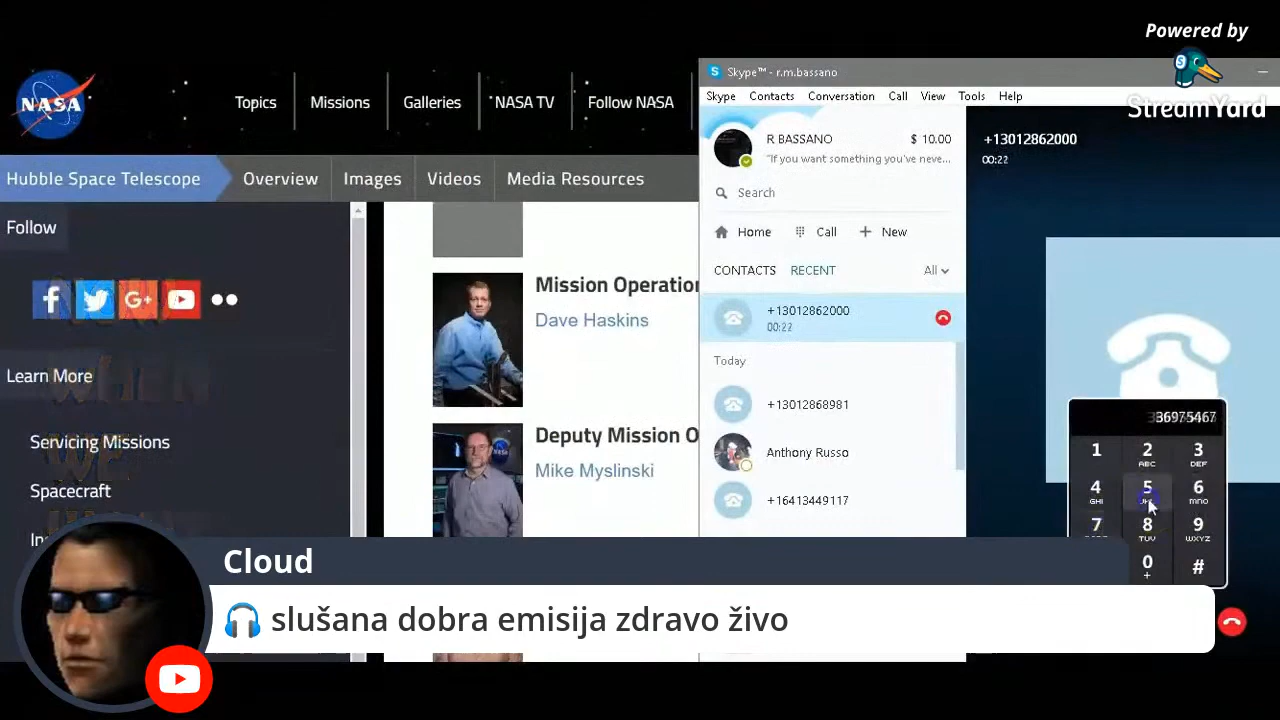 Powered by
StreamYard
NASA
Topics
Missions
Galleries
NASA TV
Follow NASA
Hubble Space Telescope
Overview
Images
Videos
Media Resources
Follow
Learn More
Servicing Missions
Spacecraft
Mission Operation
Dave Haskins
Deputy Mission O
Mike Myslinski
Skype™ - r.m.bassano
Skype Contacts Conversation Call View Tools Help
R BASSANO $ 10.00
"If you want something you've neve...
Search
Home Call + New
CONTACTS RECENT All
+13012862000
00:22
Today
+13012868981
Anthony Russo
+16413449117
+13012862000
00:22
36975467
1 2 3
ABC DEF
4 5 6
GHI JKL MNO
7 8 9
TUV WXYZ
0 #
+
Cloud
🎧 slušana dobra emisija zdravo živo